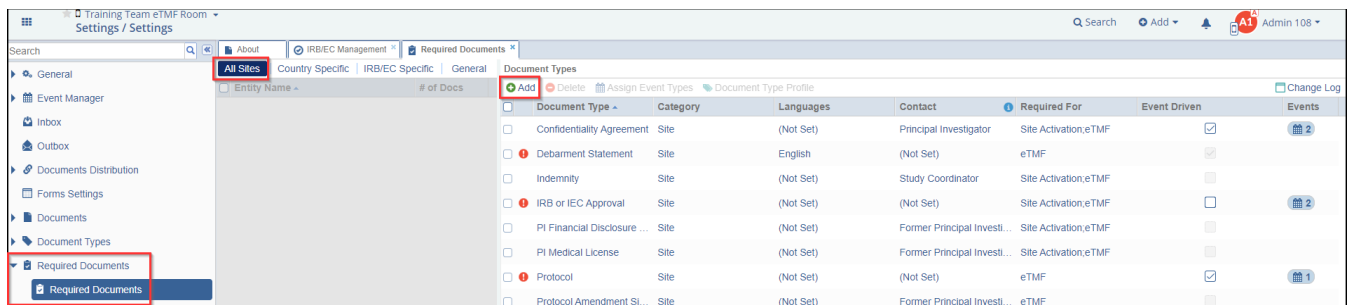 Training Team eTMF Room
Settings / Settings
Search
Add
A
A1
Admin 108
Search
About
IRB/EC Management ×
Required Documents ×
General
Event Manager
Inbox
Outbox
Documents Distribution
Forms Settings
Documents
Document Types
Required Documents
Required Documents
All Sites
Country Specific
IRB/EC Specific
General
Entity Name
# of Docs
Document Types
Add
Delete
Assign Event Types
Document Type Profile
Change Log
Document Type Category Languages Contact Required For Event Driven Events
Confidentiality Agreement Site (Not Set) Principal Investigator Site Activation;eTMF 2
Debarment Statement Site English (Not Set) eTMF
Indemnity Site (Not Set) Study Coordinator Site Activation;eTMF
IRB or IEC Approval Site (Not Set) (Not Set) Site Activation;eTMF 2
PI Financial Disclosure ... Site (Not Set) Former Principal Investi... Site Activation;eTMF
PI Medical License Site (Not Set) Former Principal Investi... Site Activation;eTMF
Protocol Site (Not Set) (Not Set) eTMF 1
Protocol Amendment Si... Site (Not Set) Former Principal Investi... eTMF